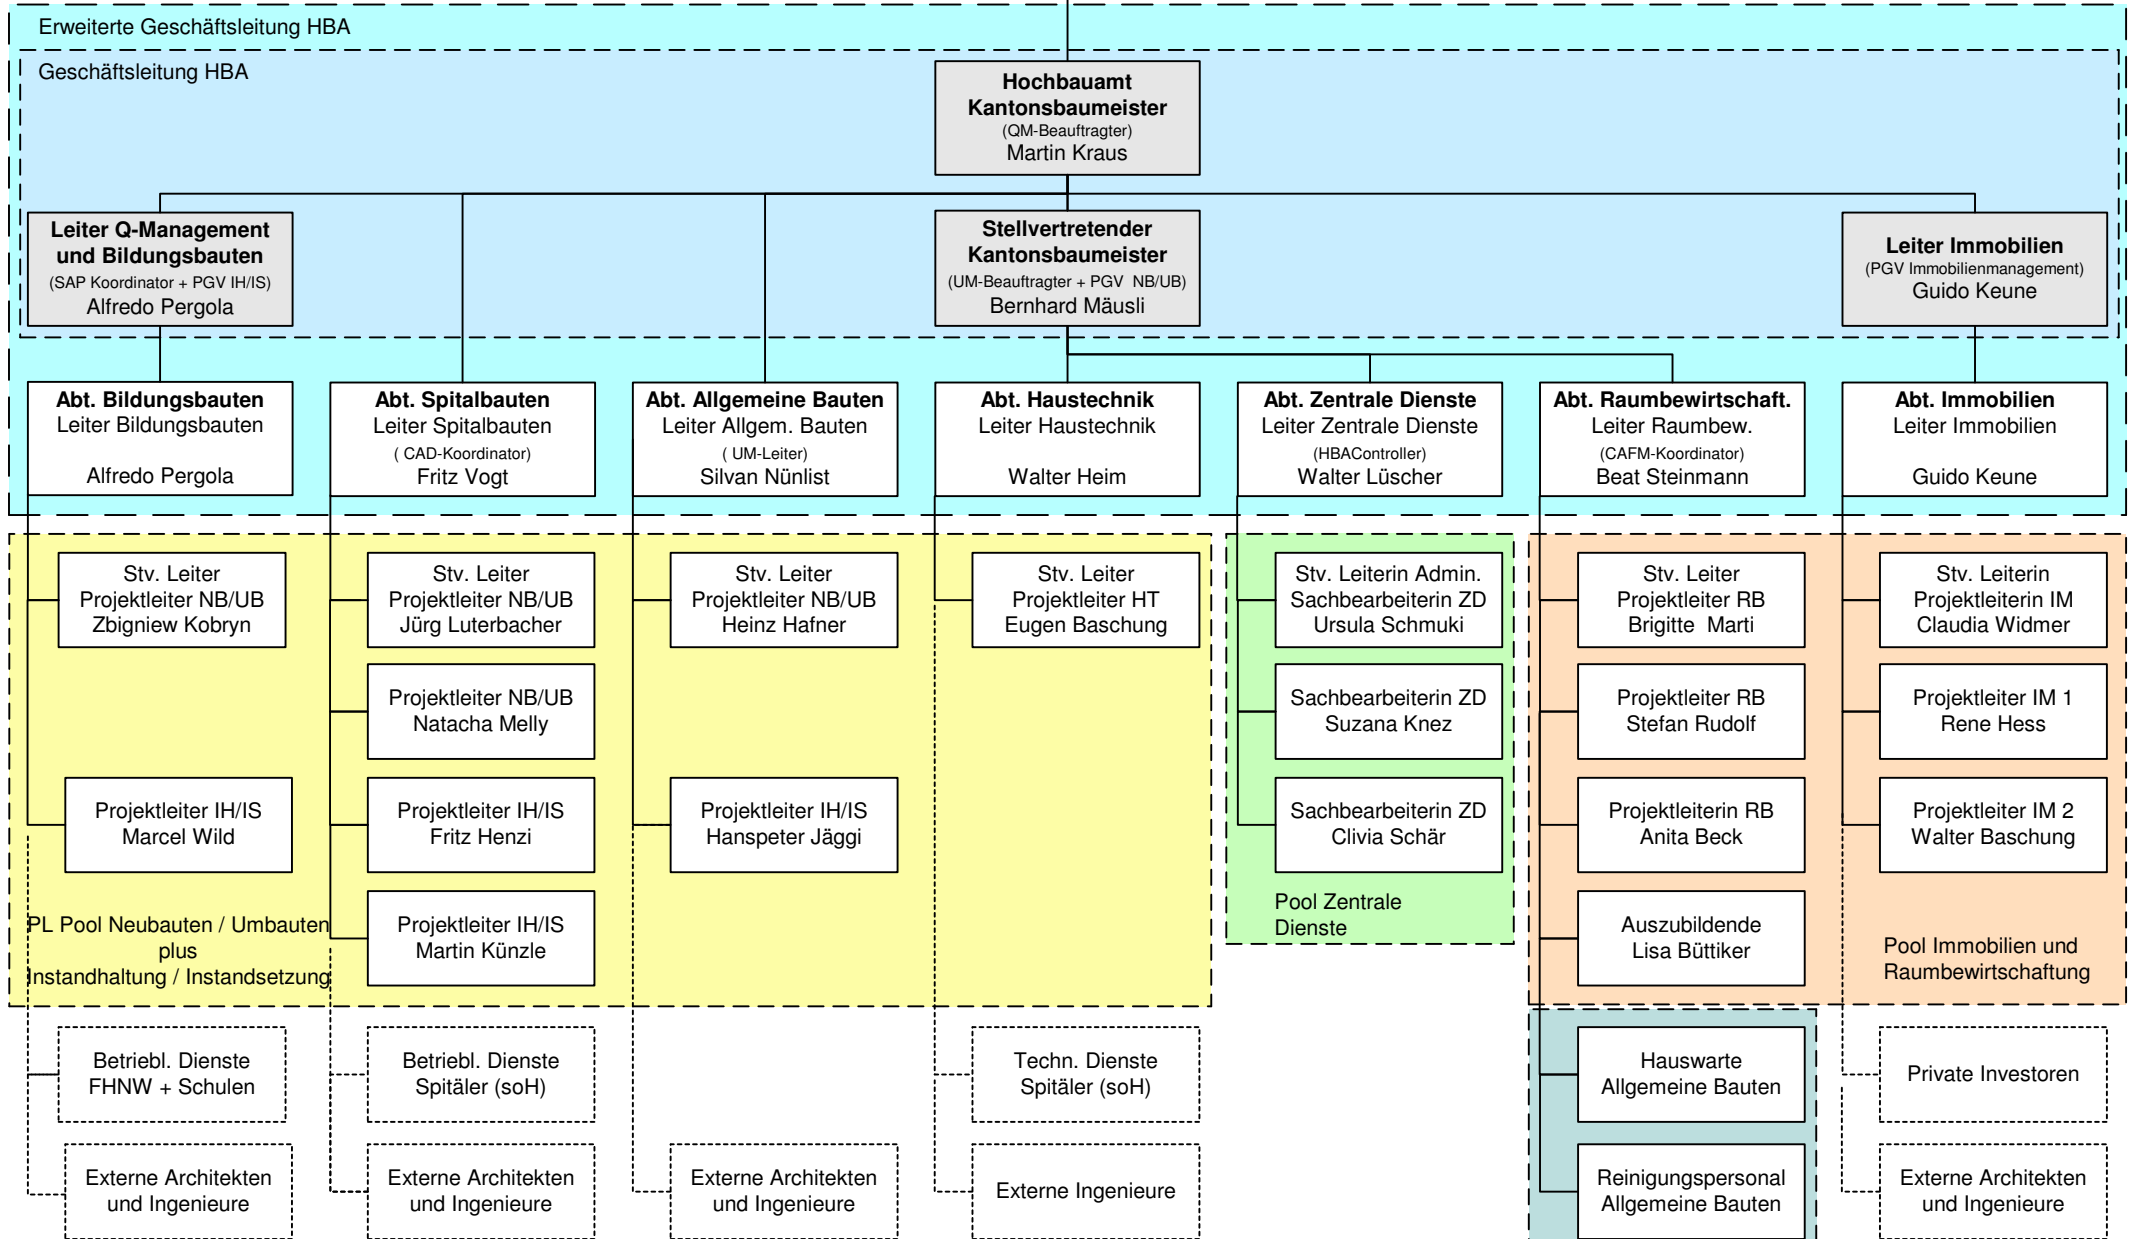 Erweiterte Geschäftsleitung HBA
Geschäftsleitung HBA
Hochbauamt
Kantonsbaumeister
(QM-Beauftragter)
Martin Kraus
Leiter Q-Management
und Bildungsbauten
(SAP Koordinator + PGV IH/IS)
Alfredo Pergola
Stellvertretender
Kantonsbaumeister
(UM-Beauftragter + PGV NB/UB)
Bernhard Mäusli
Leiter Immobilien
(PGV Immobilienmanagement)
Guido Keune
Abt. Bildungsbauten
Leiter Bildungsbauten
Alfredo Pergola
Abt. Spitalbauten
Leiter Spitalbauten
( CAD-Koordinator)
Fritz Vogt
Abt. Allgemeine Bauten
Leiter Allgem. Bauten
( UM-Leiter)
Silvan Nünlist
Abt. Haustechnik
Leiter Haustechnik
Walter Heim
Abt. Zentrale Dienste
Leiter Zentrale Dienste
(HBAController)
Walter Lüscher
Abt. Raumbewirtschaft.
Leiter Raumbew.
(CAFM-Koordinator)
Beat Steinmann
Abt. Immobilien
Leiter Immobilien
Guido Keune
Stv. Leiter
Projektleiter NB/UB
Zbigniew Kobryn
Stv. Leiter
Projektleiter NB/UB
Jürg Luterbacher
Stv. Leiter
Projektleiter NB/UB
Heinz Hafner
Stv. Leiter
Projektleiter HT
Eugen Baschung
Stv. Leiterin Admin.
Sachbearbeiterin ZD
Ursula Schmuki
Stv. Leiter
Projektleiter RB
Brigitte Marti
Stv. Leiterin
Projektleiterin IM
Claudia Widmer
Projektleiter NB/UB
Natacha Melly
Sachbearbeiterin ZD
Suzana Knez
Projektleiter RB
Stefan Rudolf
Projektleiter IM 1
Rene Hess
Projektleiter IH/IS
Marcel Wild
Projektleiter IH/IS
Fritz Henzi
Projektleiter IH/IS
Hanspeter Jäggi
Sachbearbeiterin ZD
Clivia Schär
Projektleiterin RB
Anita Beck
Projektleiter IM 2
Walter Baschung
PL Pool Neubauten / Umbauten
plus
Instandhaltung / Instandsetzung
Projektleiter IH/IS
Martin Künzle
Pool Zentrale
Dienste
Auszubildende
Lisa Büttiker
Pool Immobilien und
Raumbewirtschaftung
Betriebl. Dienste
FHNW + Schulen
Betriebl. Dienste
Spitäler (soH)
Techn. Dienste
Spitäler (soH)
Hauswarte
Allgemeine Bauten
Private Investoren
Externe Architekten
und Ingenieure
Externe Architekten
und Ingenieure
Externe Architekten
und Ingenieure
Externe Ingenieure
Reinigungspersonal
Allgemeine Bauten
Externe Architekten
und Ingenieure